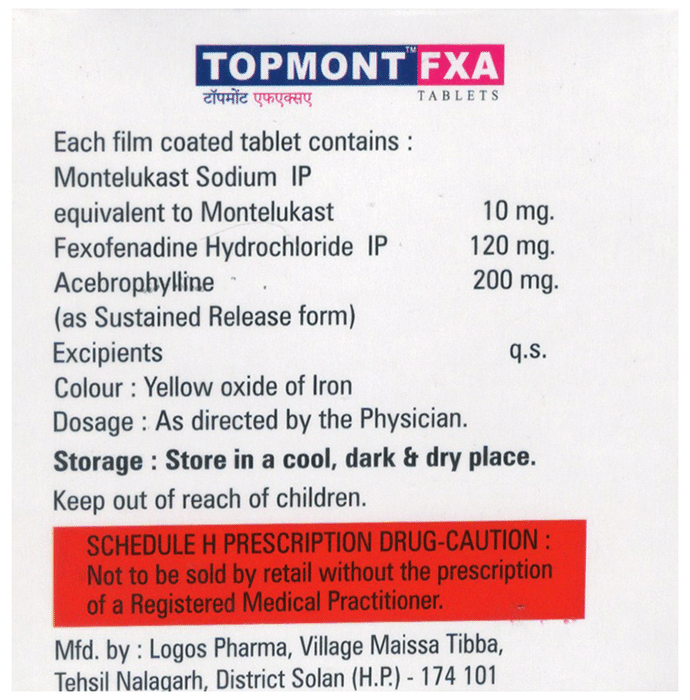 TOPMONT™ FXA
टॉपमोंट एफएक्सए TABLETS
Each film coated tablet contains :
Montelukast Sodium IP
equivalent to Montelukast 10 mg.
Fexofenadine Hydrochloride IP 120 mg.
Acebrophylline 200 mg.
(as Sustained Release form)
Excipients q.s.
Colour : Yellow oxide of Iron
Dosage : As directed by the Physician.
Storage : Store in a cool, dark & dry place.
Keep out of reach of children.
SCHEDULE H PRESCRIPTION DRUG-CAUTION :
Not to be sold by retail without the prescription
of a Registered Medical Practitioner.
Mfd. by : Logos Pharma, Village Maissa Tibba,
Tehsil Nalagarh, District Solan (H.P.) - 174 101